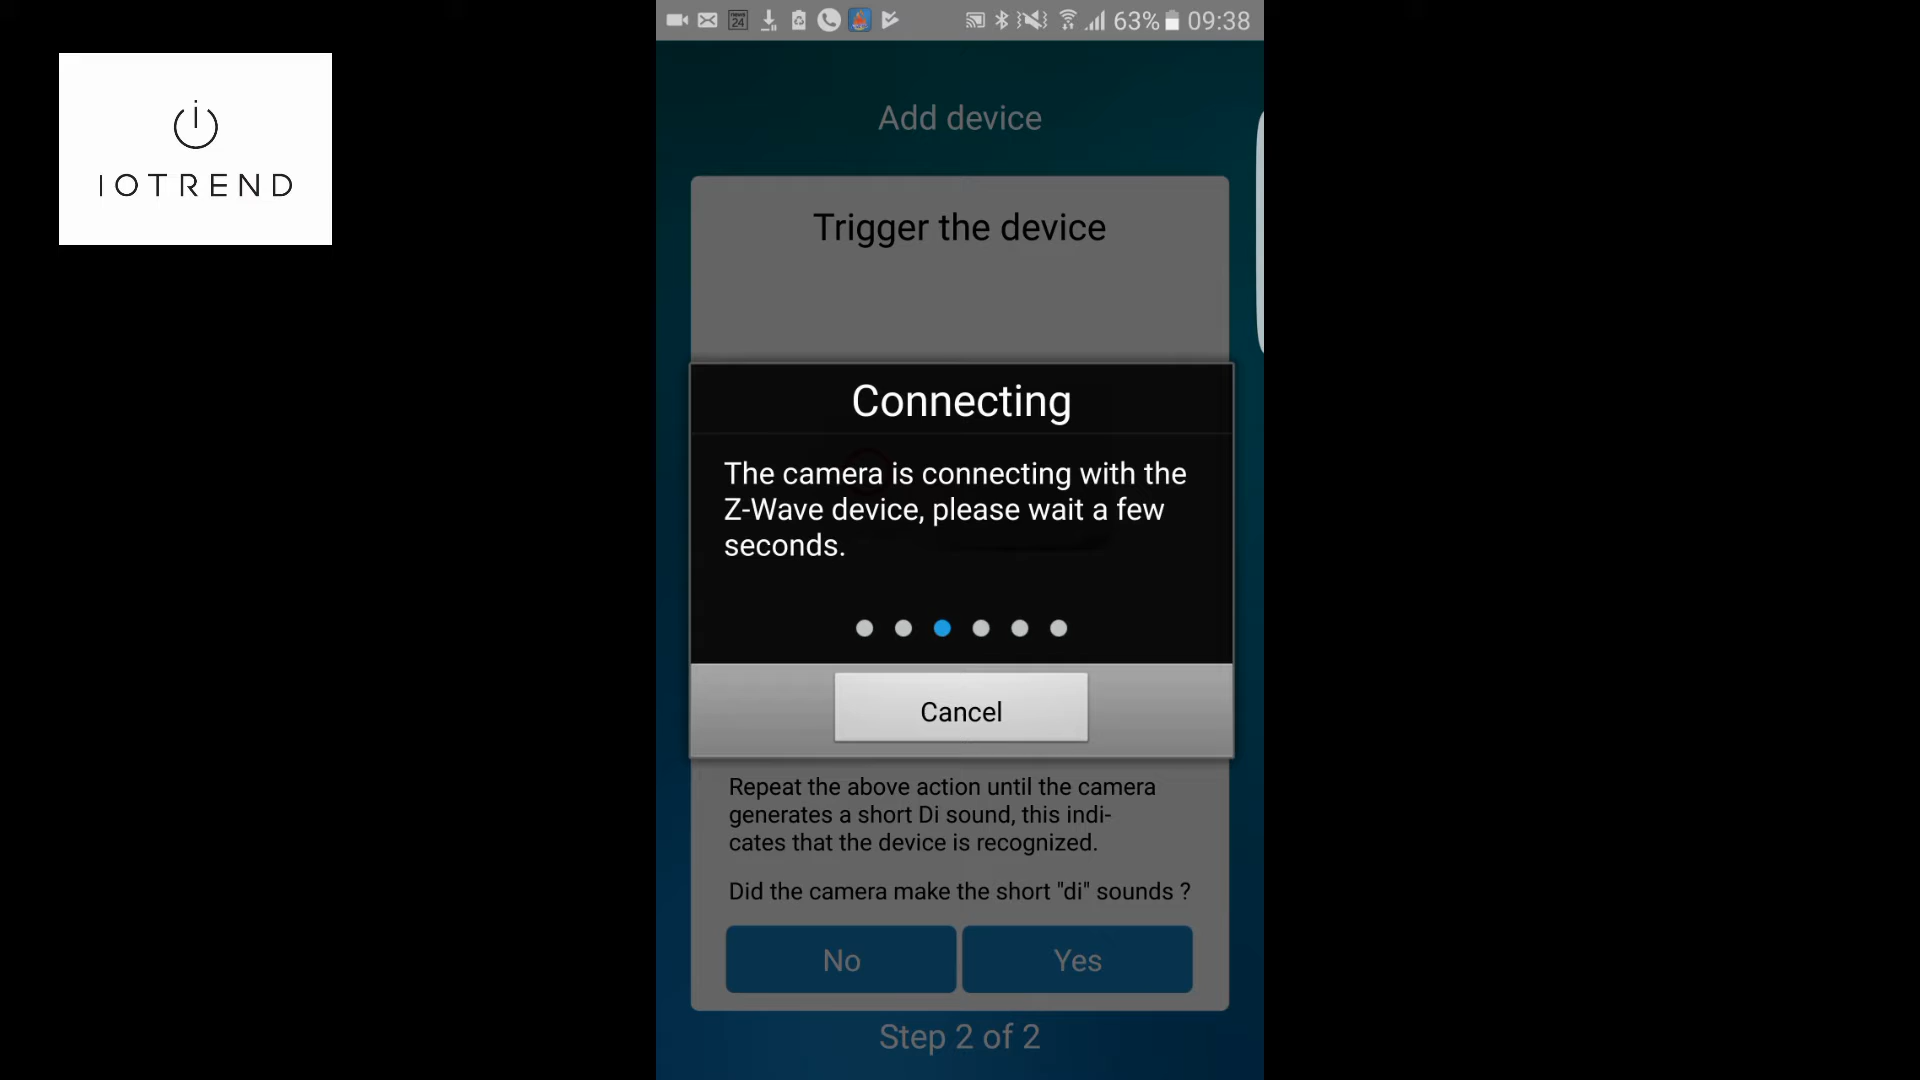 63% 09:38
IOTREND
Add device
Trigger the device
Connecting
The camera is connecting with the
Z-Wave device, please wait a few
seconds.
Cancel
Repeat the above action until the camera
generates a short Di sound, this indi-
cates that the device is recognized.
Did the camera make the short "di" sounds ?
No Yes
Step 2 of 2